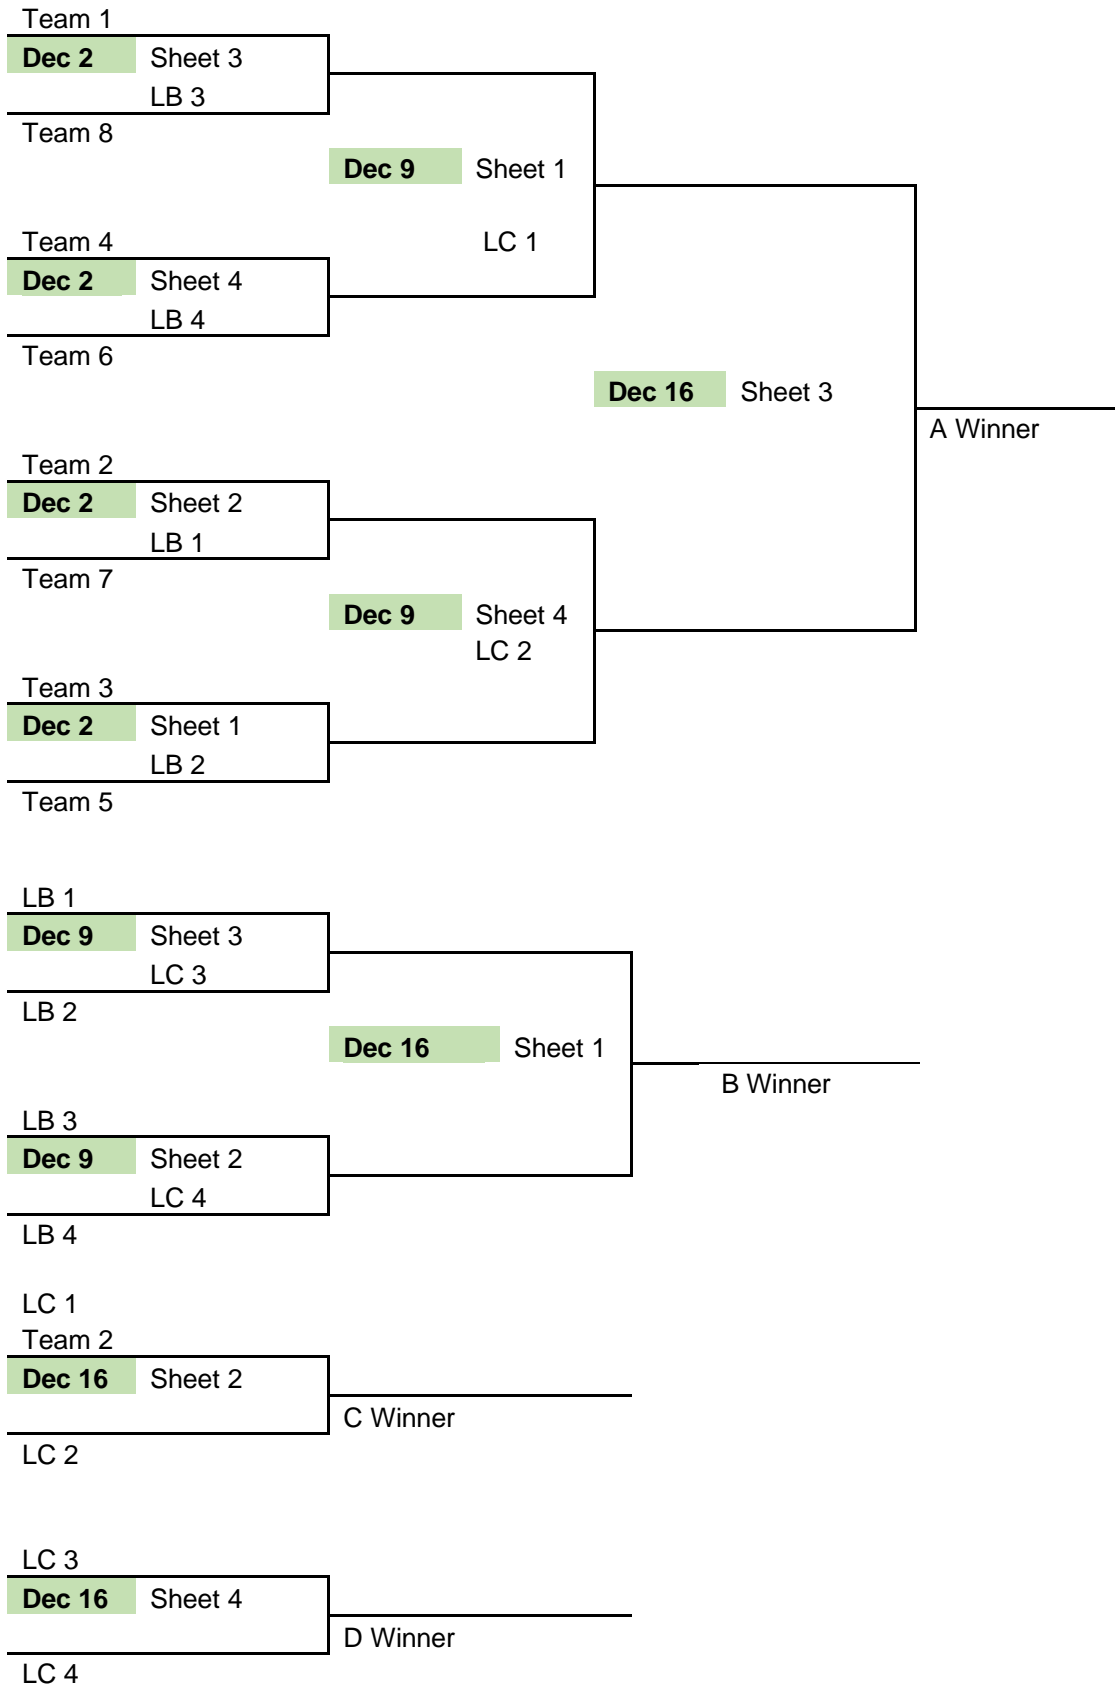 Team 1
Dec 2 Sheet 3
LB 3
Team 8
Dec 9 Sheet 1
Team 4 LC 1
Dec 2 Sheet 4
LB 4
Team 6
Dec 16 Sheet 3
A Winner
Team 2
Dec 2 Sheet 2
LB 1
Team 7
Dec 9 Sheet 4
LC 2
Team 3
Dec 2 Sheet 1
LB 2
Team 5
LB 1
Dec 9 Sheet 3
LC 3
LB 2
Dec 16 Sheet 1
B Winner
LB 3
Dec 9 Sheet 2
LC 4
LB 4
LC 1
Team 2
Dec 16 Sheet 2
C Winner
LC 2
LC 3
Dec 16 Sheet 4
D Winner
LC 4